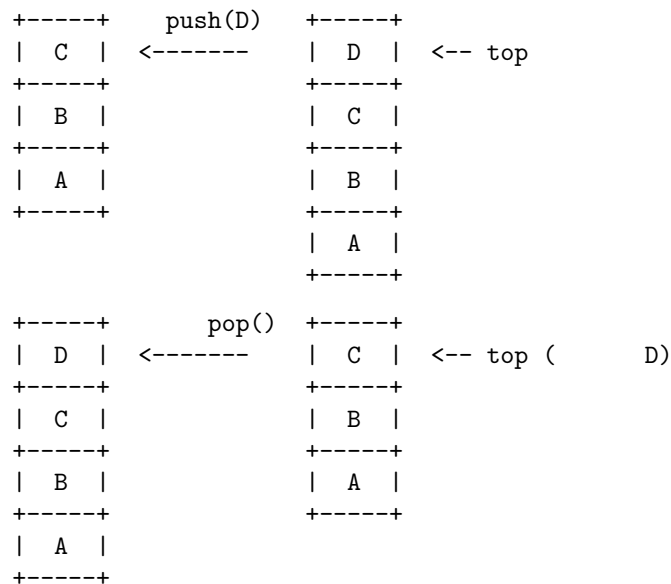 +-----+   push(D)   +-----+
|  C  |  <-------   |  D  |  <-- top
+-----+             +-----+
|  B  |             |  C  |
+-----+             +-----+
|  A  |             |  B  |
+-----+             +-----+
                    |  A  |
                    +-----+
+-----+      pop()  +-----+
|  D  |  <-------   |  C  |  <-- top (      D)
+-----+             +-----+
|  C  |             |  B  |
+-----+             +-----+
|  B  |             |  A  |
+-----+             +-----+
|  A  |
+-----+